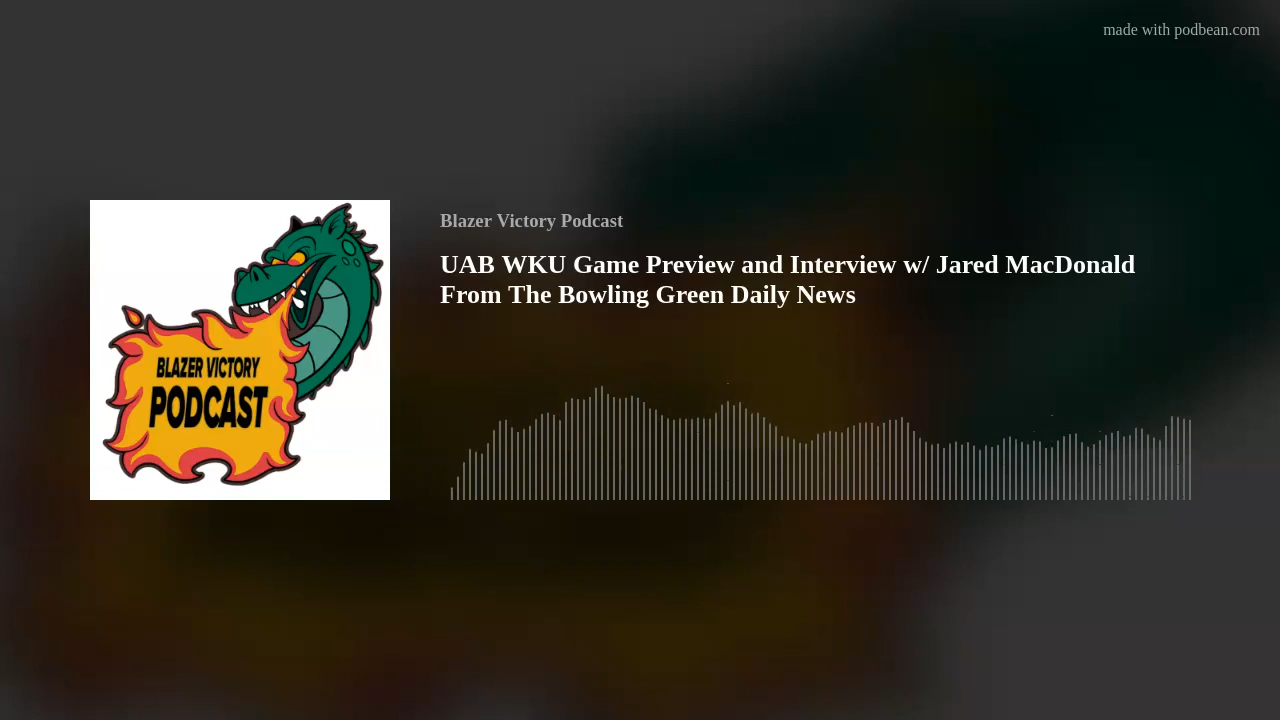 made with podbean.com
Blazer Victory Podcast
UAB WKU Game Preview and Interview w/ Jared MacDonald
From The Bowling Green Daily News
BLAZER VICTORY
PODCAST